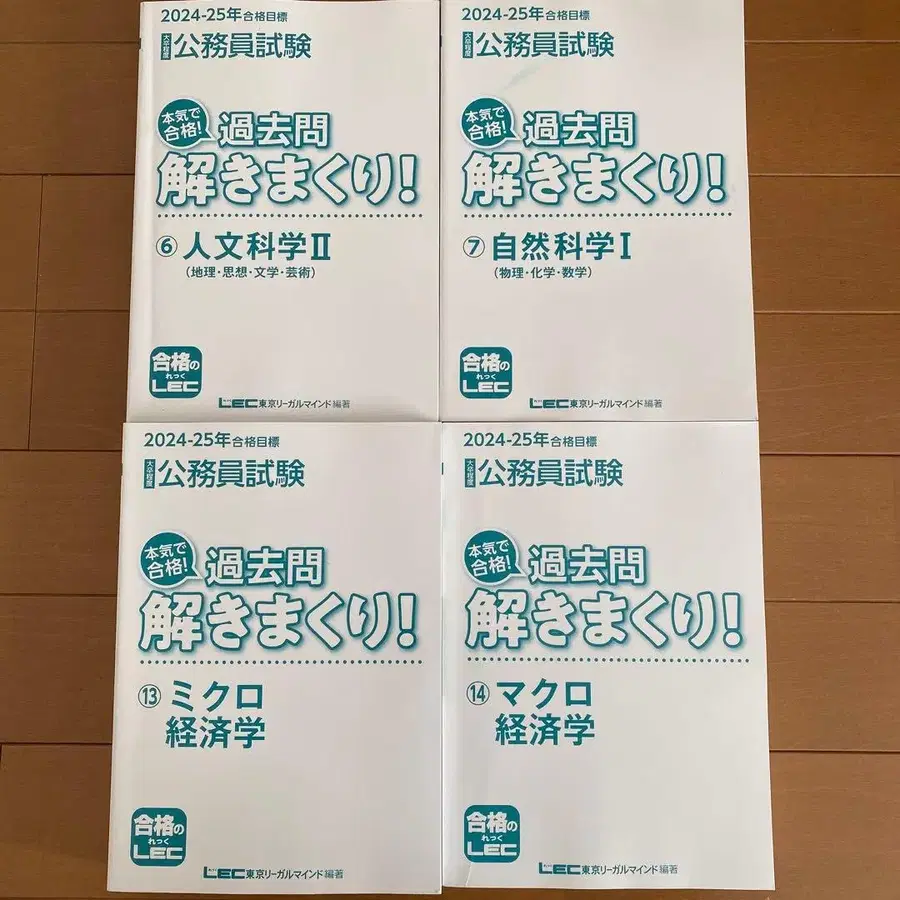 2024-25年合格目標
大卒程度 公務員試験
本気で合格! 過去問
解きまくり!
⑥ 人文科学Ⅱ
(地理・思想・文学・芸術)
合格の
れっく
LEC
LEC東京リーガルマインド編著
2024-25年合格目標
大卒程度 公務員試験
本気で合格! 過去問
解きまくり!
⑦ 自然科学Ⅰ
(物理・化学・数学)
合格の
れっく
LEC
LEC東京リーガルマインド編著
2024-25年合格目標
大卒程度 公務員試験
本気で合格! 過去問
解きまくり!
⑬ ミクロ
経済学
合格の
れっく
LEC
LEC東京リーガルマインド編著
2024-25年合格目標
大卒程度 公務員試験
本気で合格! 過去問
解きまくり!
⑭ マクロ
経済学
合格の
れっく
LEC
LEC東京リーガルマインド編著